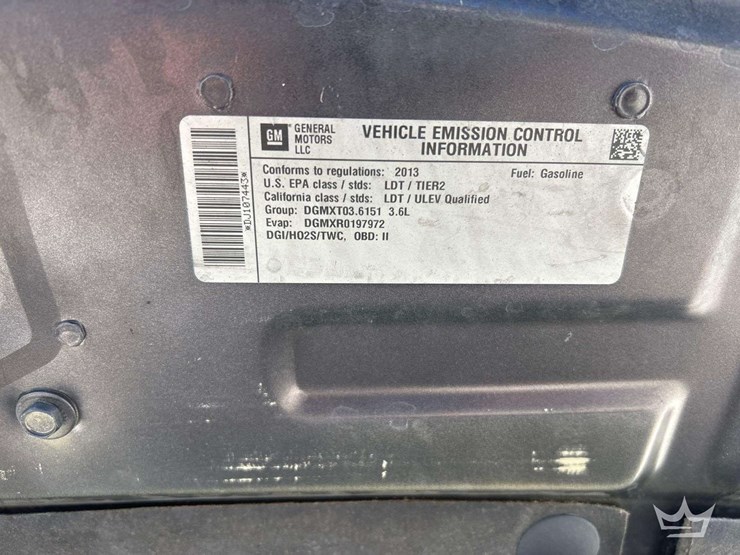 *DJ107443*
GM
GENERAL
MOTORS
LLC
VEHICLE EMISSION CONTROL
INFORMATION
Conforms to regulations: 2013 Fuel: Gasoline
U.S. EPA class / stds: LDT / TIER2
California class / stds: LDT / ULEV Qualified
Group: DGMXT03.6151 3.6L
Evap: DGMXR0197972
DGI/HO2S/TWC, OBD: II